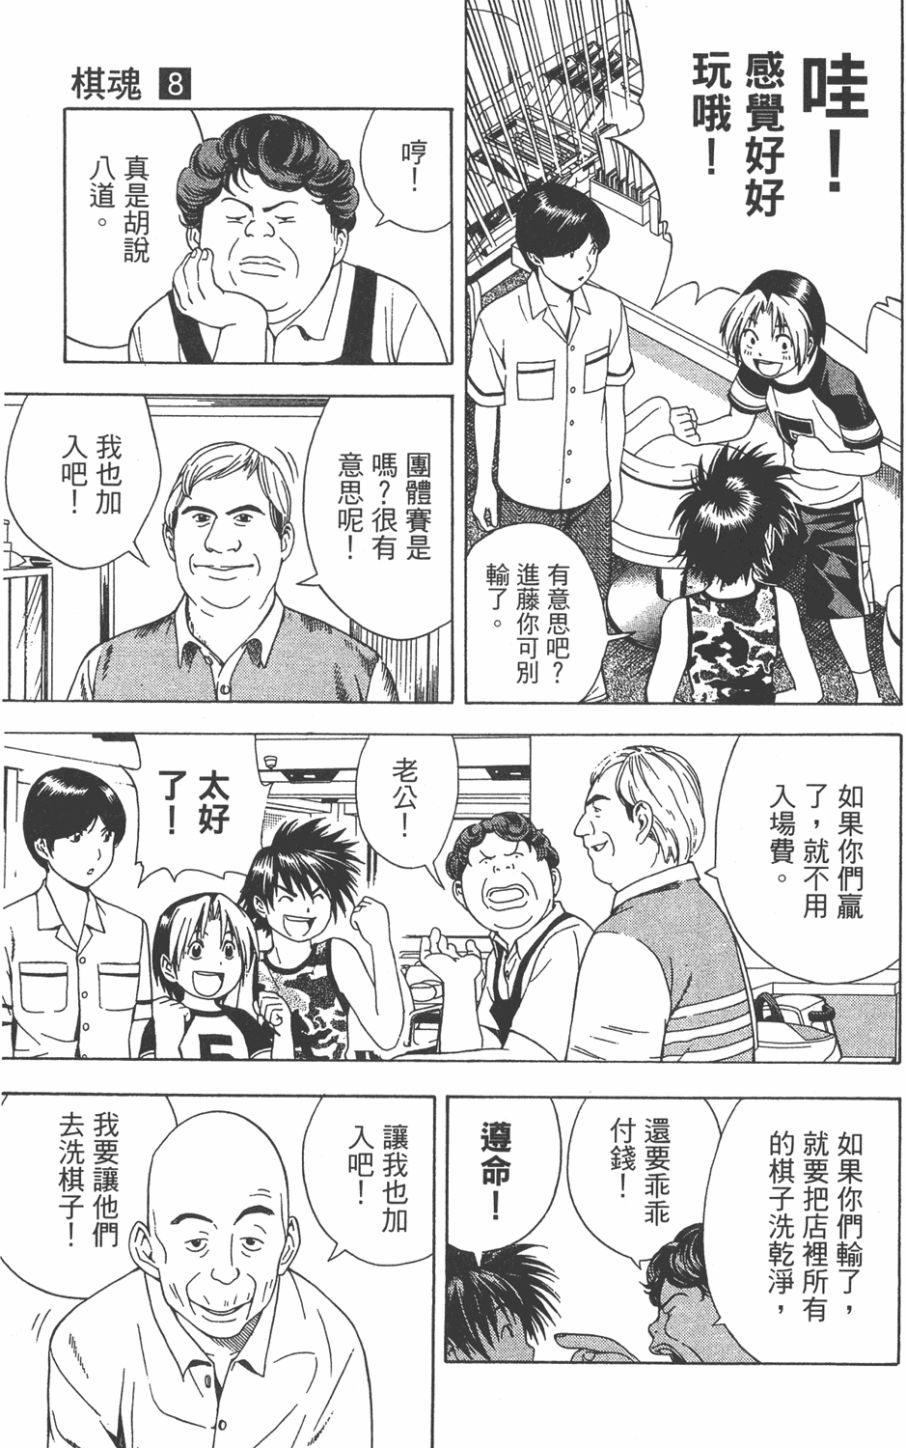 棋魂 8
哇！
感覺好好
玩哦！
有意思吧？
進藤你可別
輸了。
哼！
真是胡說
八道。
團體賽是
嗎？很有
意思呢！
我也加
入吧！
如果你們贏
了，就不用
入場費。
老公！
太好
了！
如果你們輸了，
就要把店裡所有
的棋子洗乾淨，
還要乖乖
付錢！
遵命！
讓我也加
入吧！
我要讓他們
去洗棋子！